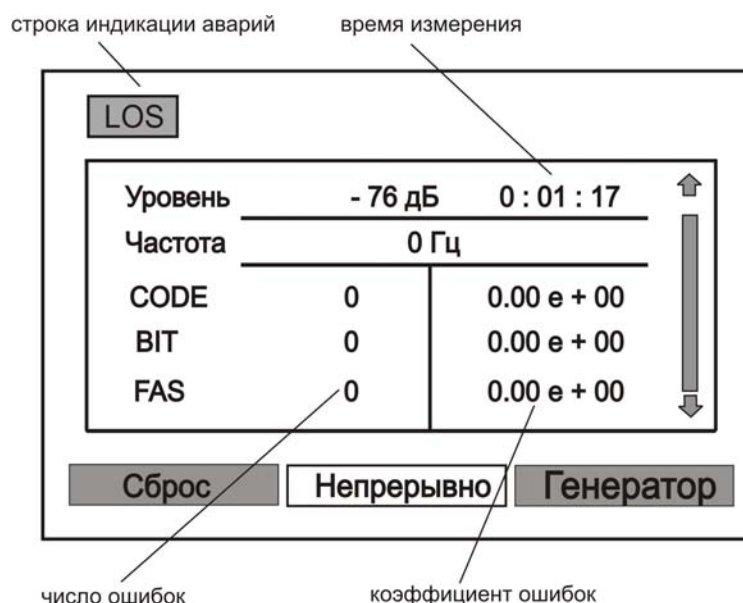 строка индикации аварий время измерения
LOS
Уровень - 76 дБ 0 : 01 : 17
Частота 0 Гц
CODE 0 0.00 e + 00
BIT 0 0.00 e + 00
FAS 0 0.00 e + 00
Сброс Непрерывно Генератор
число ошибок коэффициент ошибок